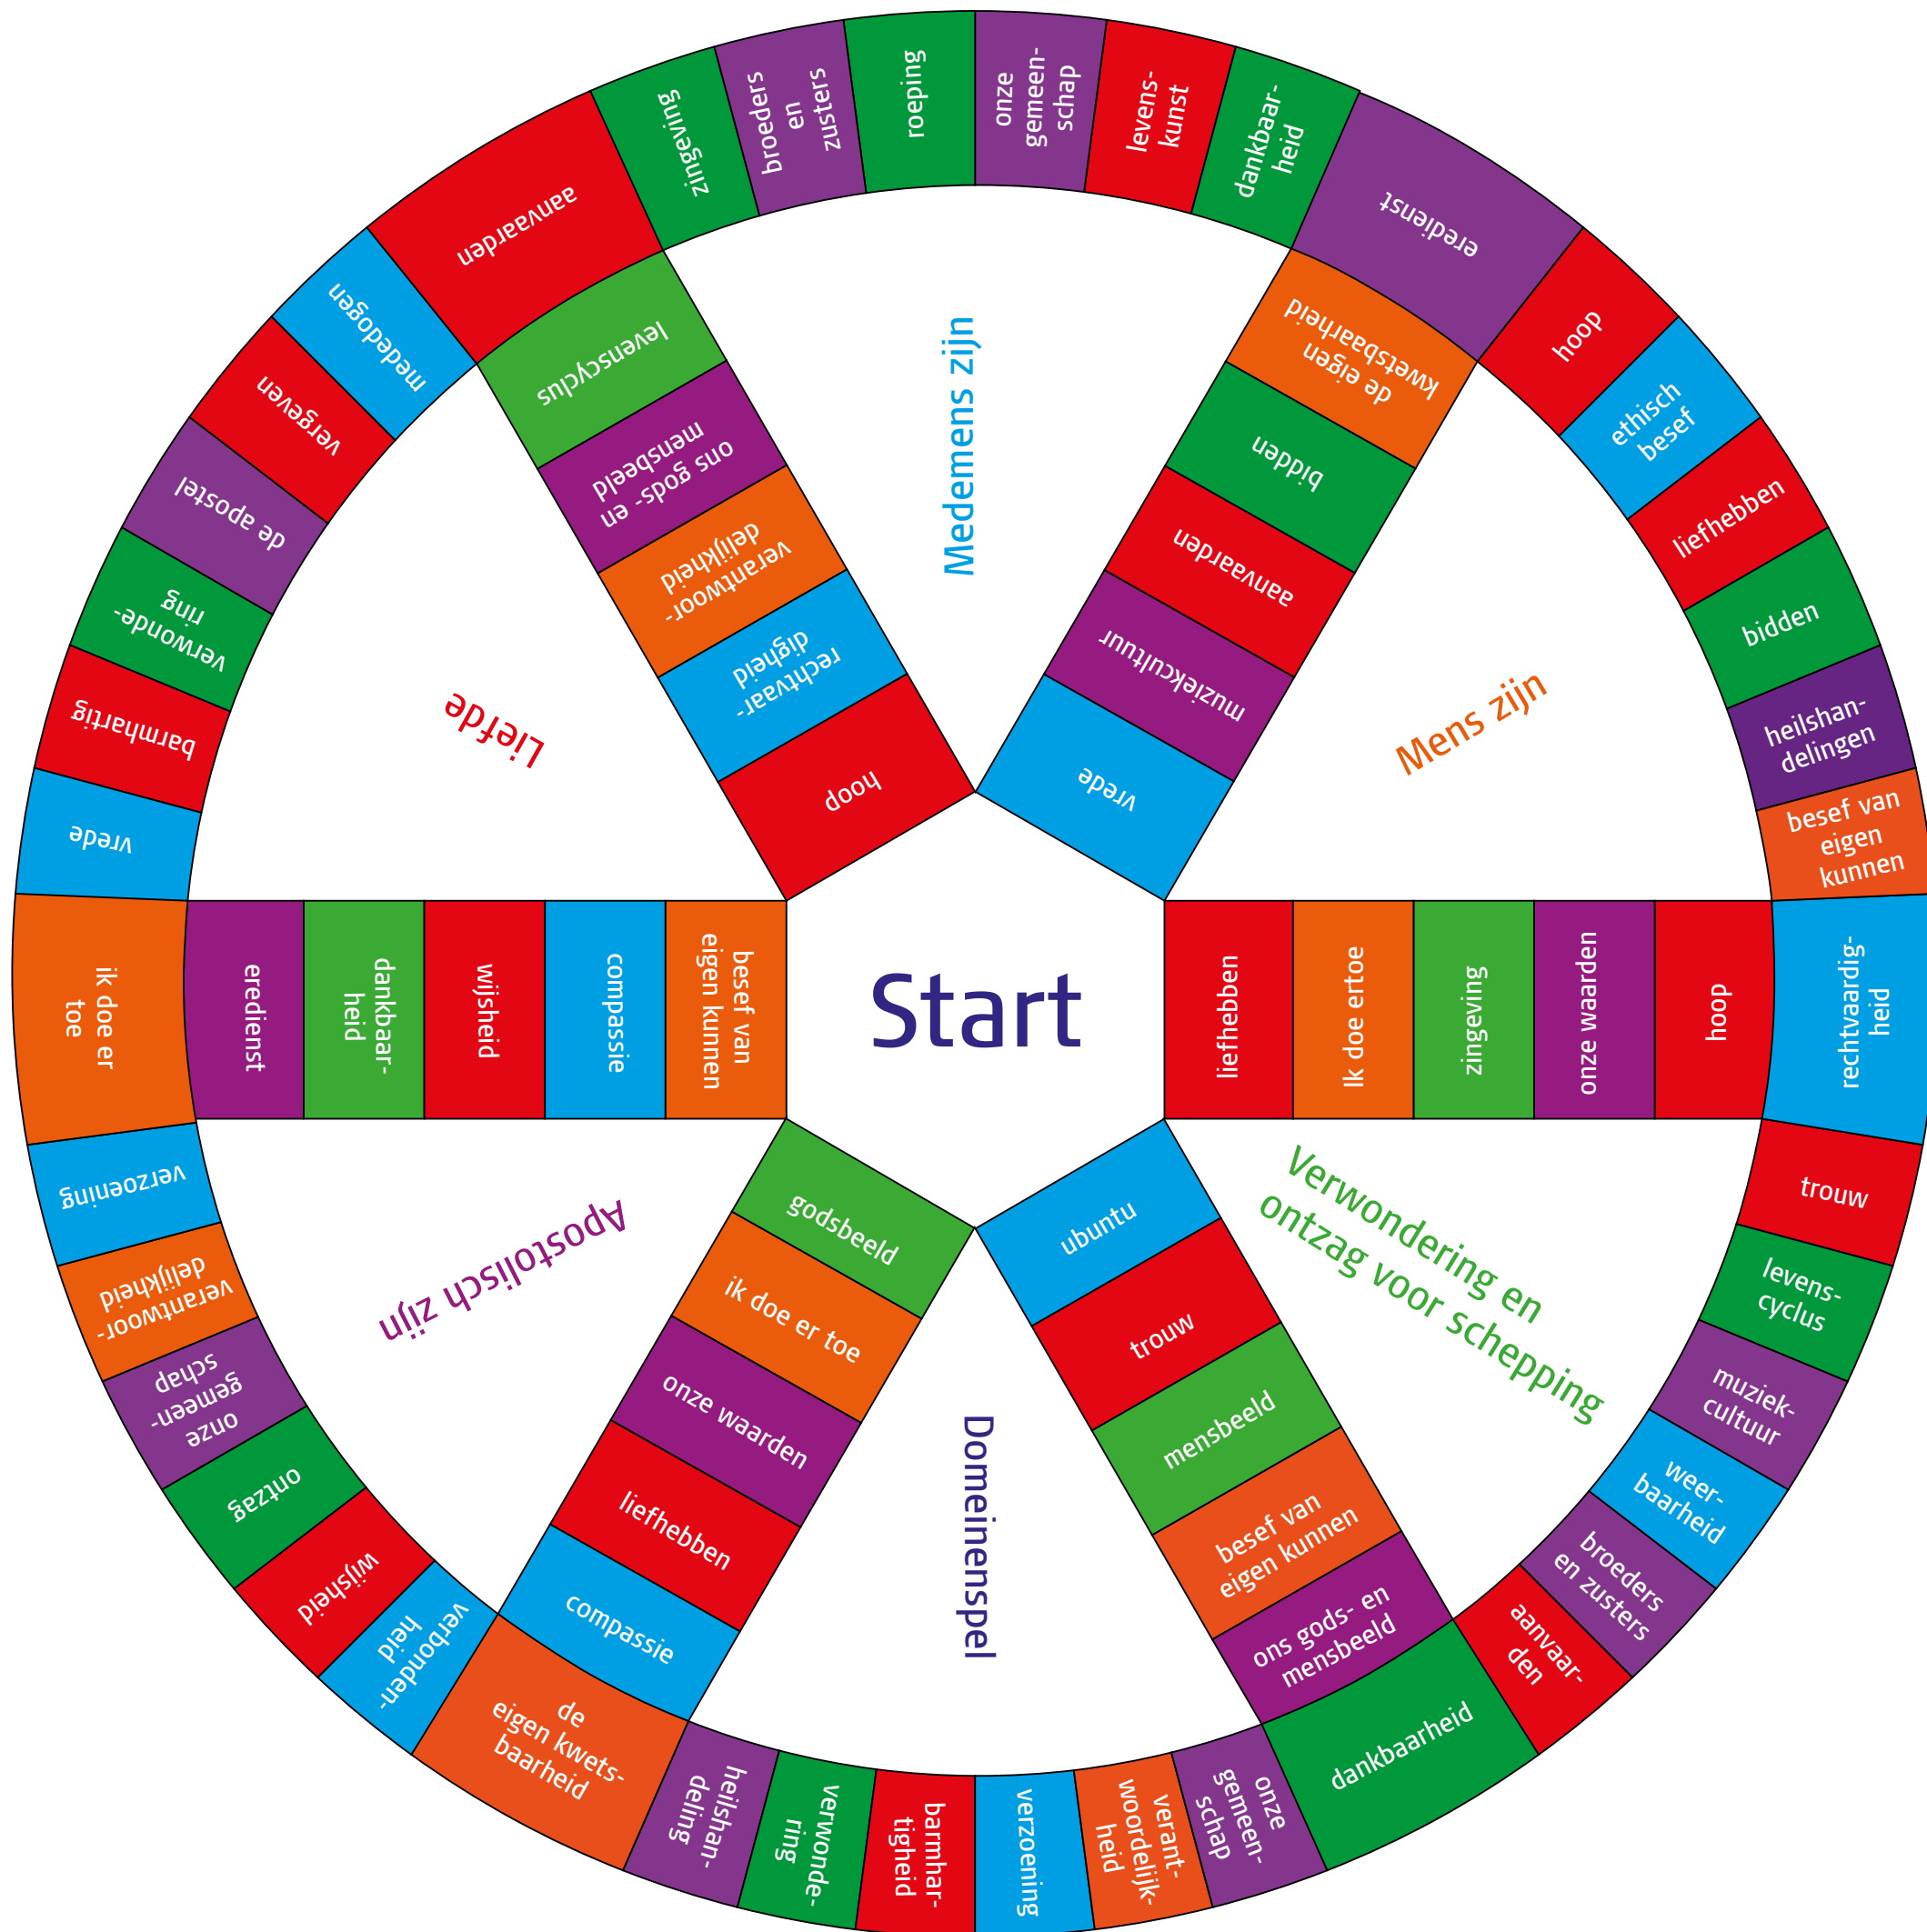 zingeving
broeders
en
zusters
roeping
onze
gemeen-
schap
levens-
kunst
dankbaar-
heid
eredienst
hoop
ethisch
besef
liefhebben
bidden
heilshan-
delingen
besef van
eigen
kunnen
rechtvaardig-
heid
trouw
levens-
cyclus
muziek-
cultuur
weer-
baarheid
broeders
en zusters
aanvaar-
den
dankbaarheid
onze
gemeen-
schap
verant-
woordelijk-
heid
verzoening
barmhar-
tigheid
verwonde-
ring
heilshan-
deling
de
eigen kwets-
baarheid
verbonden-
heid
wijsheid
ontzag
onze
gemeen-
schap
verantwoor-
delijkheid
verzoening
ik doe er
toe
vrede
barmhartig
verwonde-
ring
de apostel
vergeven
mededogen
aanvaarden
levenscyclus
ons gods- en
mensbeeld
verantwoor-
delijkheid
rechtvaar-
digheid
hoop
Medemens zijn
de eigen
kwetsbaarheid
bidden
aanvaarden
muziekcultuur
vrede
Mens zijn
Liefde
eredienst
dankbaar-
heid
wijsheid
compassie
besef van
eigen kunnen
Start
liefhebben
Ik doe ertoe
zingeving
onze waarden
hoop
Verwondering en
ontzag voor schepping
Apostolisch zijn
godsbeeld
ik doe er toe
onze waarden
liefhebben
compassie
Domeinenspel
ubuntu
trouw
mensbeeld
besef van
eigen kunnen
ons gods- en
mensbeeld